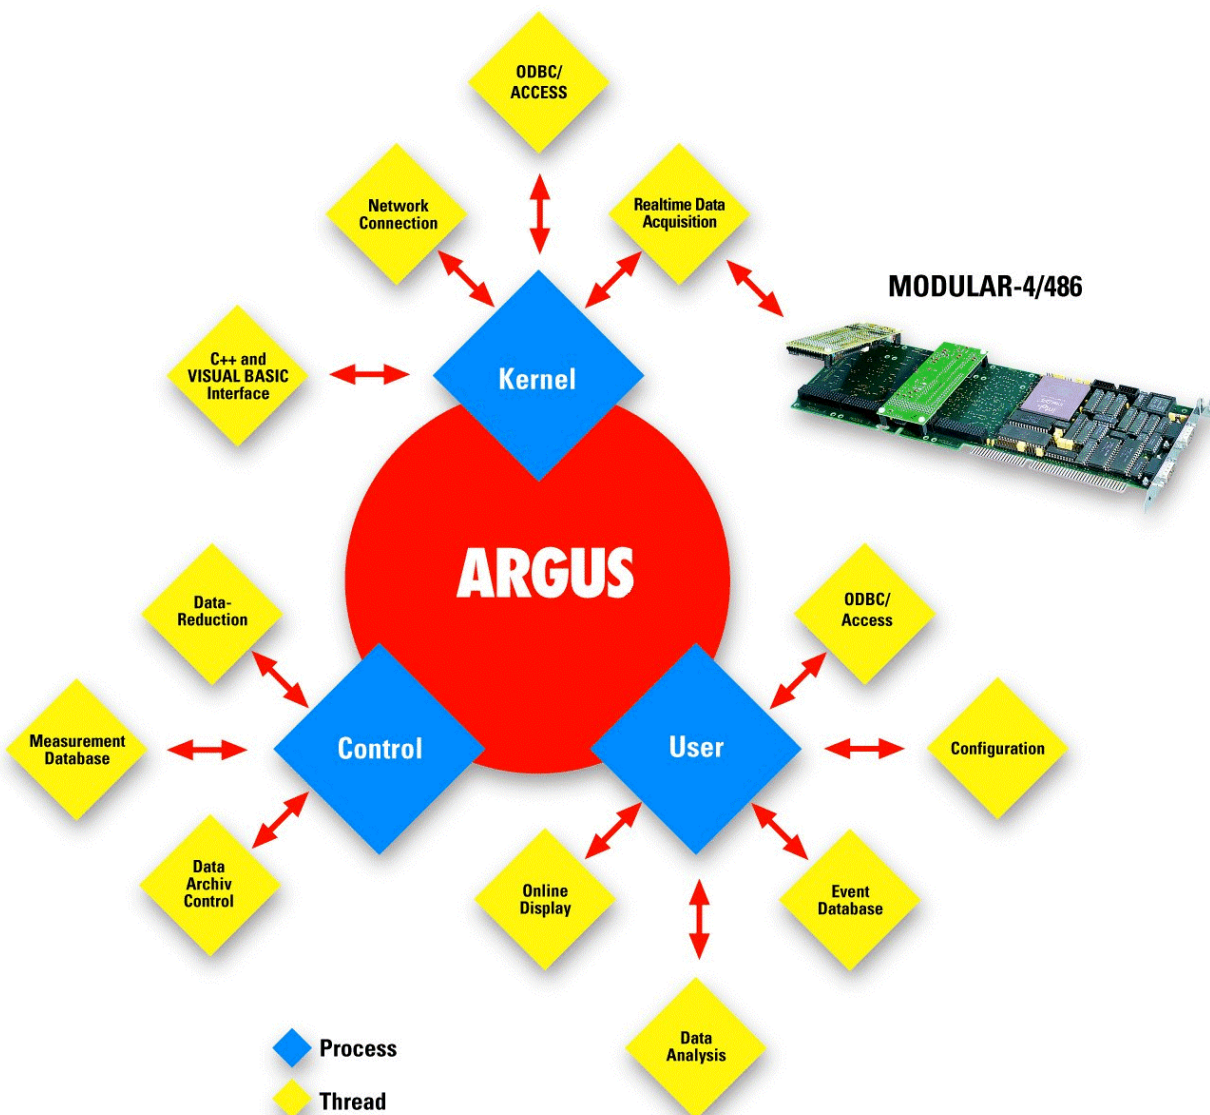 ODBC/
ACCESS
Network
Connection
Realtime Data
Acquisition
MODULAR-4/486
C++ and
VISUAL BASIC
Interface
Kernel
ARGUS
Data-
Reduction
ODBC/
Access
Measurement
Database
Control
User
Configuration
Data
Archiv
Control
Online
Display
Event
Database
Data
Analysis
Process
Thread